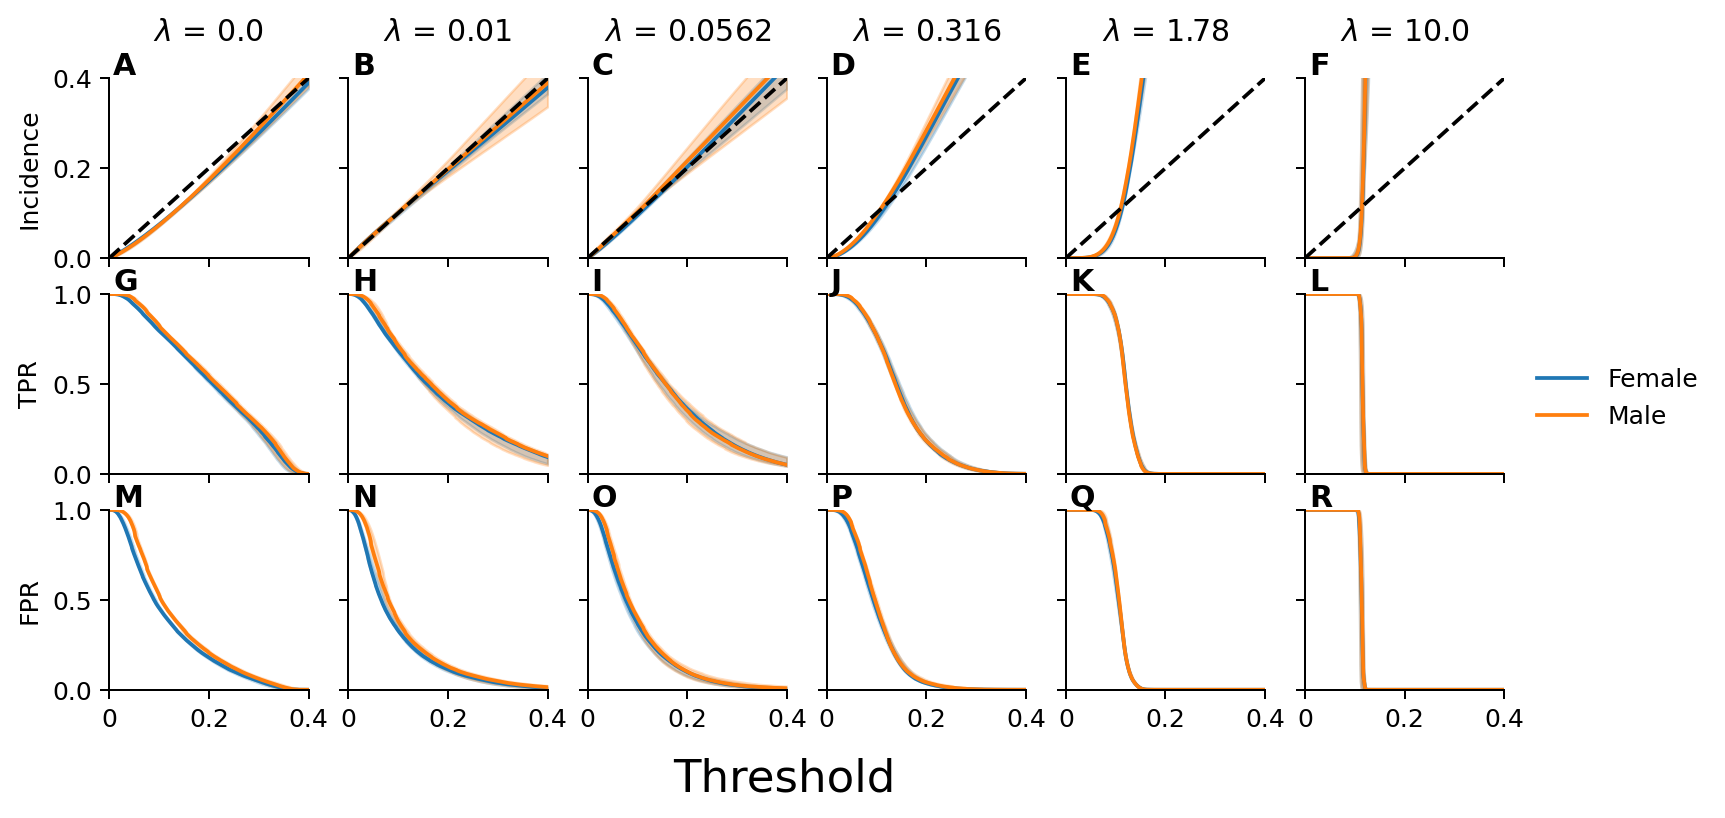 λ = 0.0 λ = 0.01 λ = 0.0562 λ = 0.316 λ = 1.78 λ = 10.0
A B C D E F
0.4
Incidence
0.2
0.0
G H I J K L
1.0
TPR
0.5
0.0
Female
Male
M N O P Q R
1.0
FPR
0.5
0.0
0 0.2 0.4 0 0.2 0.4 0 0.2 0.4 0 0.2 0.4 0 0.2 0.4 0 0.2 0.4
Threshold